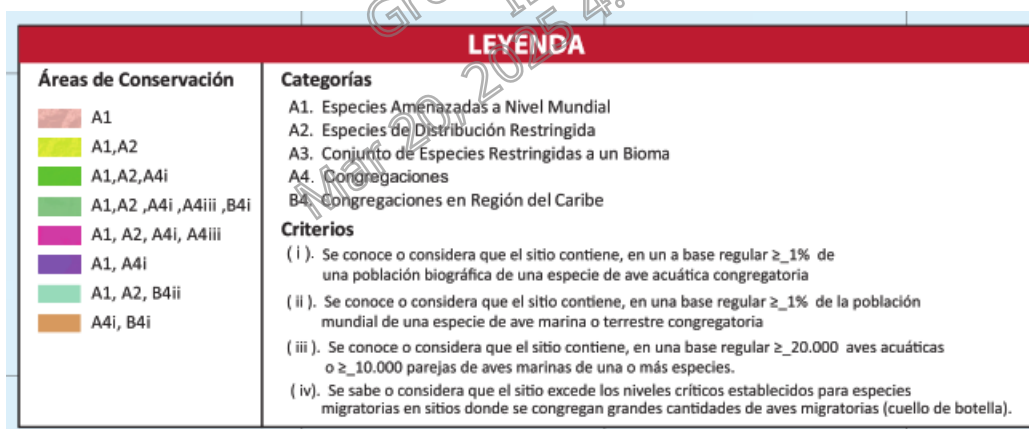 LEYENDA
Áreas de Conservación
A1
A1,A2
A1,A2,A4i
A1,A2 ,A4i ,A4iii ,B4i
A1, A2, A4i, A4iii
A1, A4i
A1, A2, B4ii
A4i, B4i
Categorías
A1. Especies Amenazadas a Nivel Mundial
A2. Especies de Distribución Restringida
A3. Conjunto de Especies Restringidas a un Bioma
A4. Congregaciones
B4. Congregaciones en Región del Caribe
Criterios
( i ). Se conoce o considera que el sitio contiene, en un a base regular ≥_1% de
una población biográfica de una especie de ave acuática congregatoria
( ii ). Se conoce o considera que el sitio contiene, en una base regular ≥_1% de la población
mundial de una especie de ave marina o terrestre congregatoria
( iii ). Se conoce o considera que el sitio contiene, en una base regular ≥_20.000 aves acuáticas
o ≥_10.000 parejas de aves marinas de una o más especies.
( iv). Se sabe o considera que el sitio excede los niveles críticos establecidos para especies
migratorias en sitios donde se congregan grandes cantidades de aves migratorias (cuello de botella).
Mar 20, 2025 4: